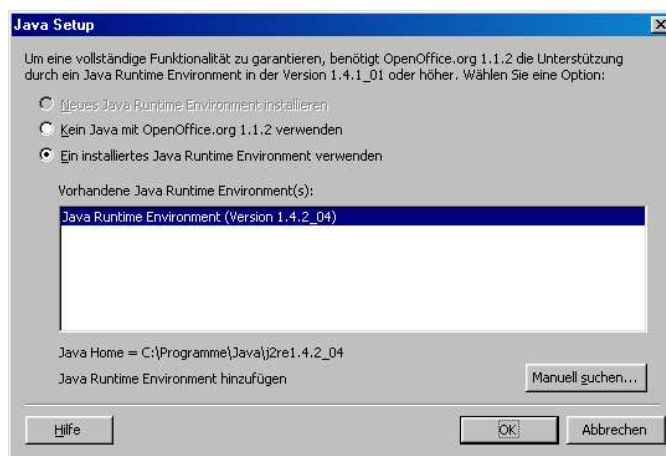 Java Setup
Um eine vollständige Funktionalität zu garantieren, benötigt OpenOffice.org 1.1.2 die Unterstützung
durch ein Java Runtime Environment in der Version 1.4.1_01 oder höher. Wählen Sie eine Option:
Neues Java Runtime Environment installieren
Kein Java mit OpenOffice.org 1.1.2 verwenden
Ein installiertes Java Runtime Environment verwenden
Vorhandene Java Runtime Environment(s):
Java Runtime Environment (Version 1.4.2_04)
Java Home = C:\Programme\Java\j2re1.4.2_04
Java Runtime Environment hinzufügen
Manuell suchen...
Hilfe
OK
Abbrechen